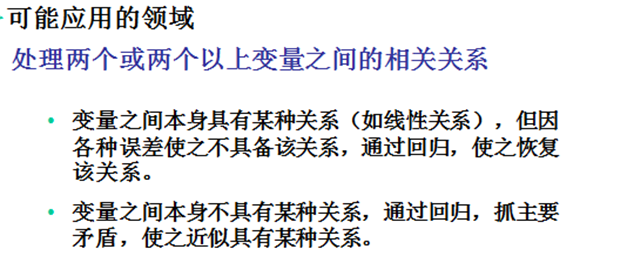 可能应用的领域
处理两个或两个以上变量之间的相关关系
• 变量之间本身具有某种关系（如线性关系），但因
各种误差使之不具备该关系，通过回归，使之恢复
该关系。
• 变量之间本身不具有某种关系，通过回归，抓主要
矛盾，使之近似具有某种关系。